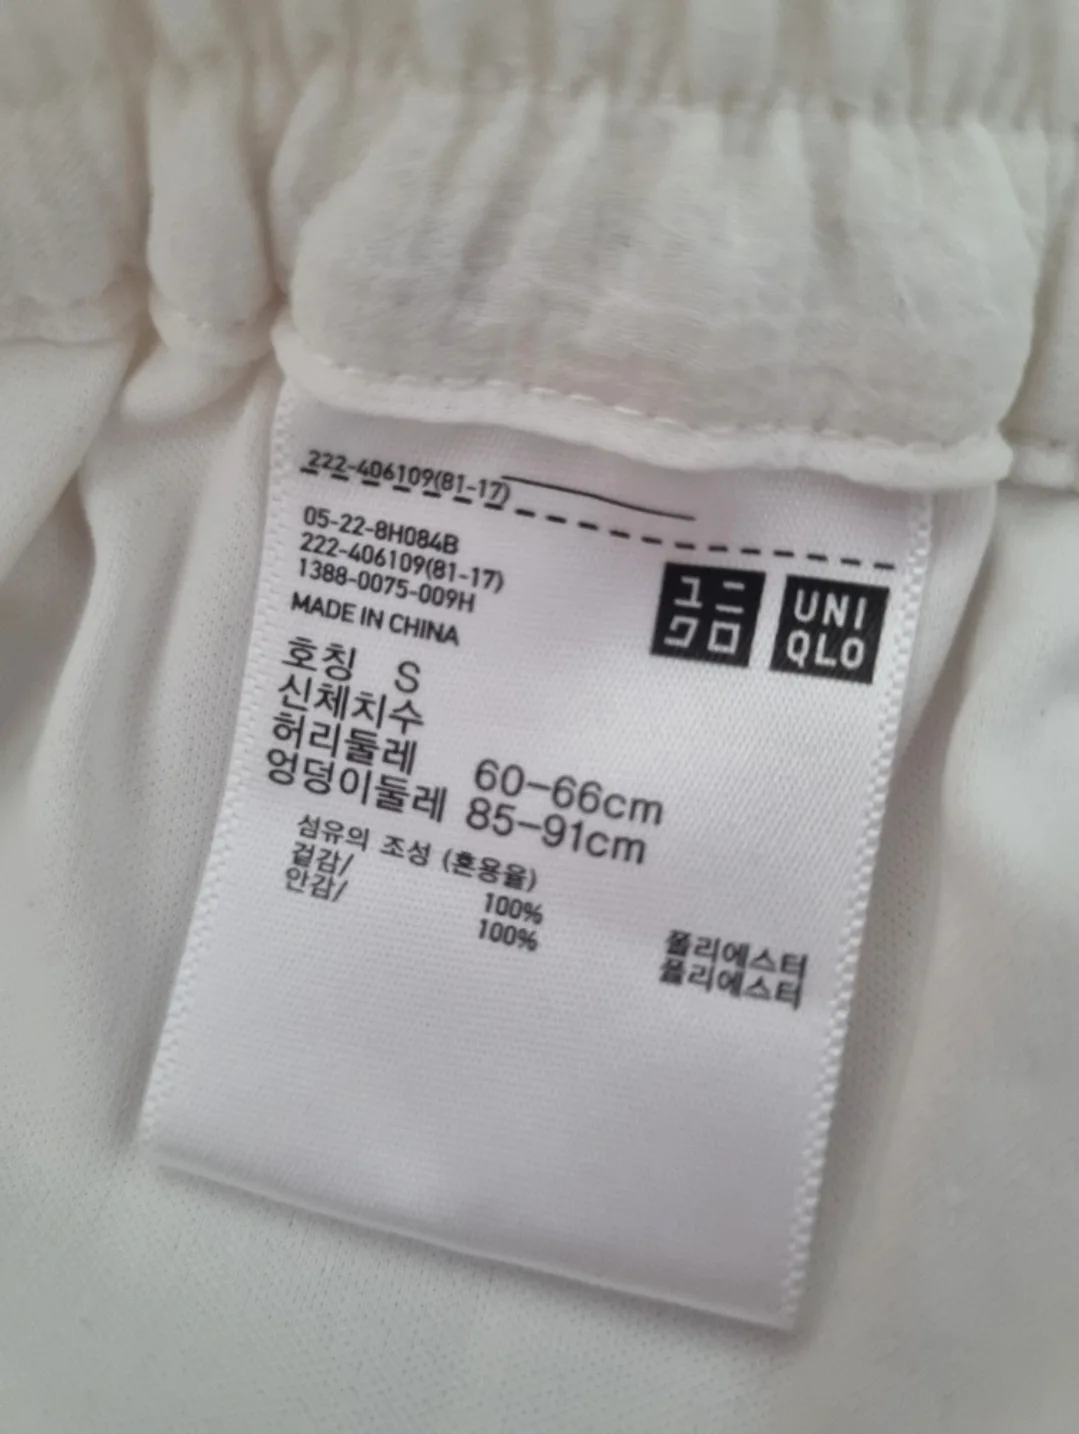 222-406109(81-17)
05-22-8H084B
222-406109(81-17)
1388-0075-009H
MADE IN CHINA
ユニ
クロ
UNI
QLO
호칭 S
신체치수
허리둘레 60-66cm
엉덩이둘레 85-91cm
섬유의 조성 (혼용율)
겉감/ 100% 폴리에스터
안감/ 100% 폴리에스터